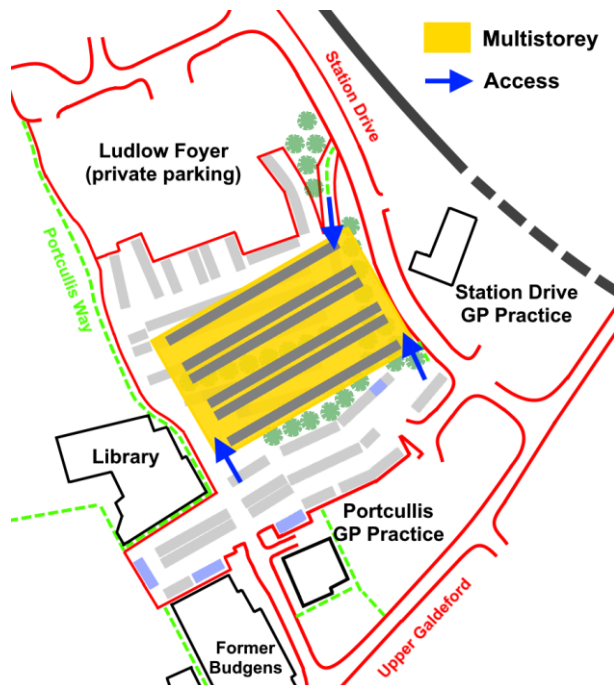 Multistorey
Access
Station Drive
Ludlow Foyer
(private parking)
Portcullis Way
Station Drive
GP Practice
Library
Portcullis
GP Practice
Upper Galdeford
Former
Budgens